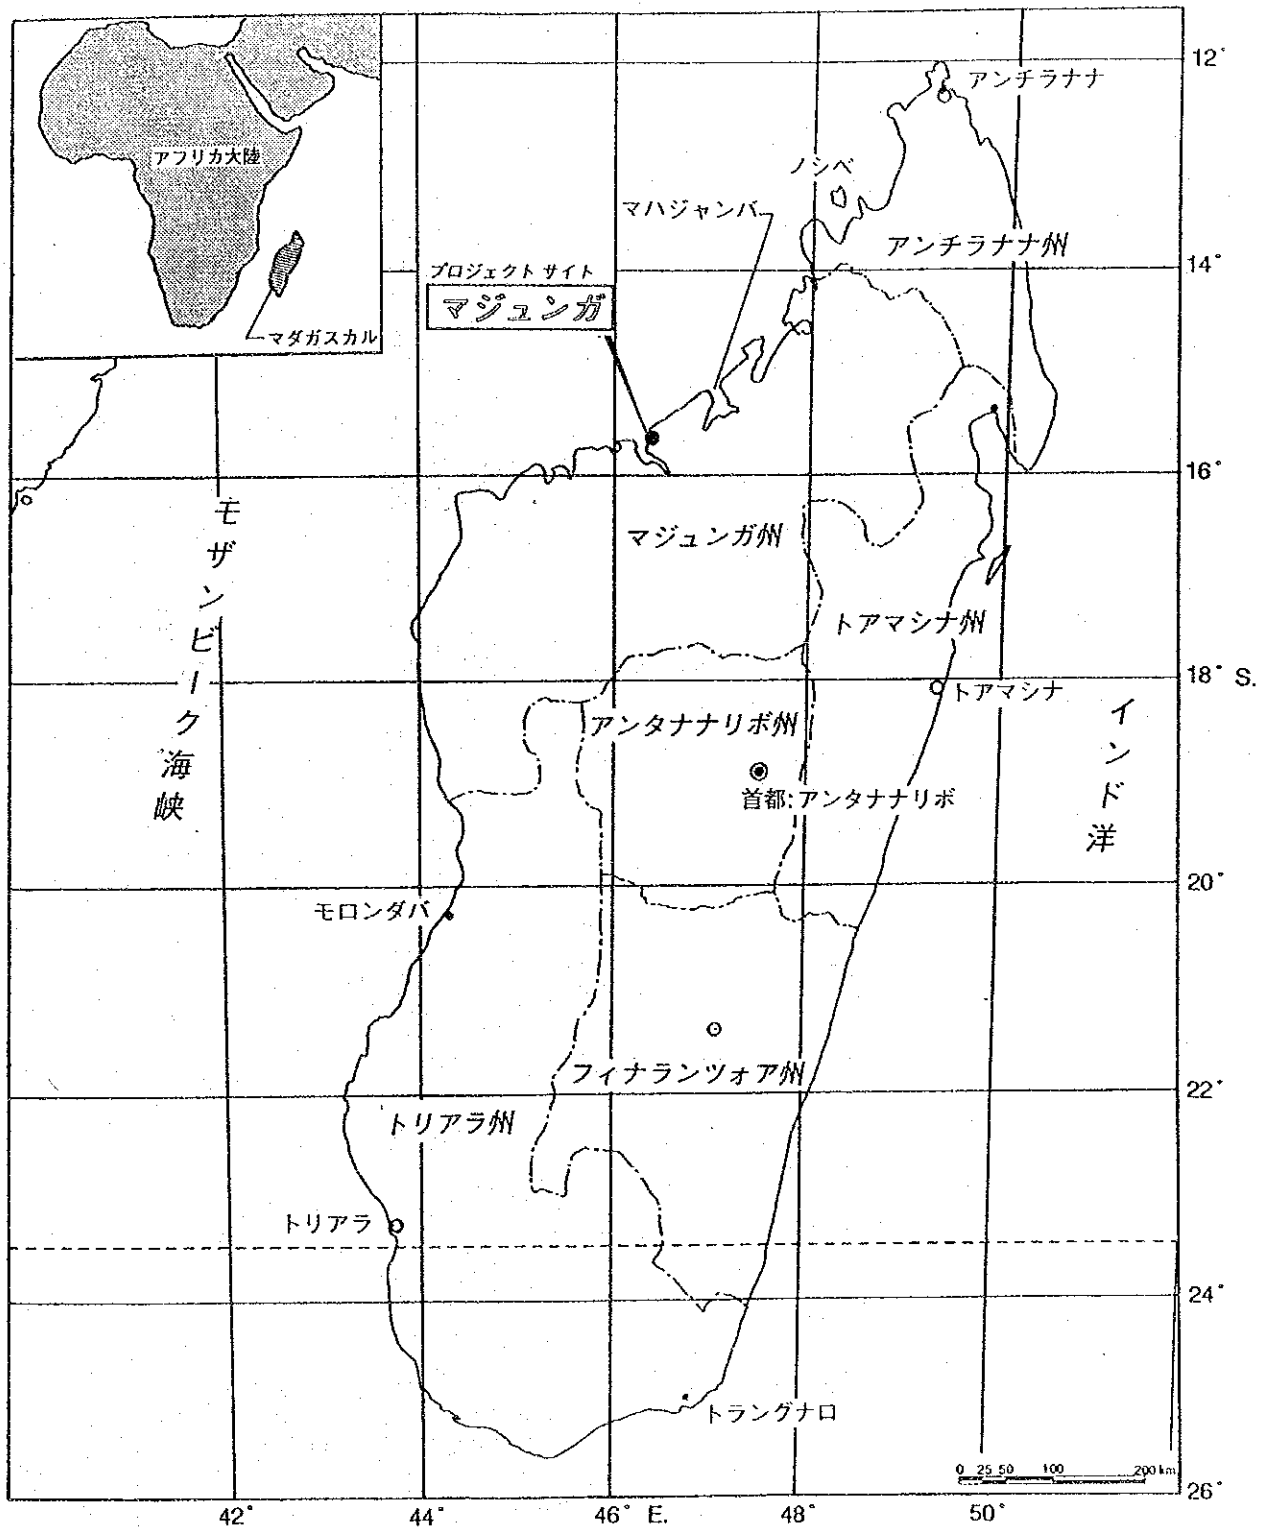 アフリカ大陸
マダガスカル
12°
アンチラナナ
ノシベ
マハジャンバ
アンチラナナ州
プロジェクト サイト
マジュンガ
14°
16°
モザンビーク海峡
マジュンガ州
トアマシナ州
18° S.
トアマシナ
アンタナナリボ州
インド洋
首都:アンタナナリボ
20°
モロンダバ
フィナランツォア州
22°
トリアラ州
トリアラ
24°
トラングナロ
0 25 50 100 200 km
26°
42° 44° 46° E. 48° 50°